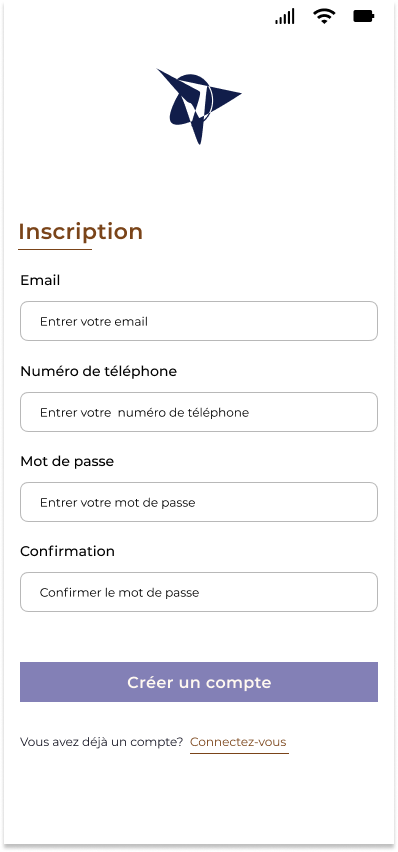 Inscription
Email
Entrer votre email
Numéro de téléphone
Entrer votre  numéro de téléphone
Mot de passe
Entrer votre mot de passe
Confirmation
Confirmer le mot de passe
Créer un compte
Vous avez déjà un compte? Connectez-vous